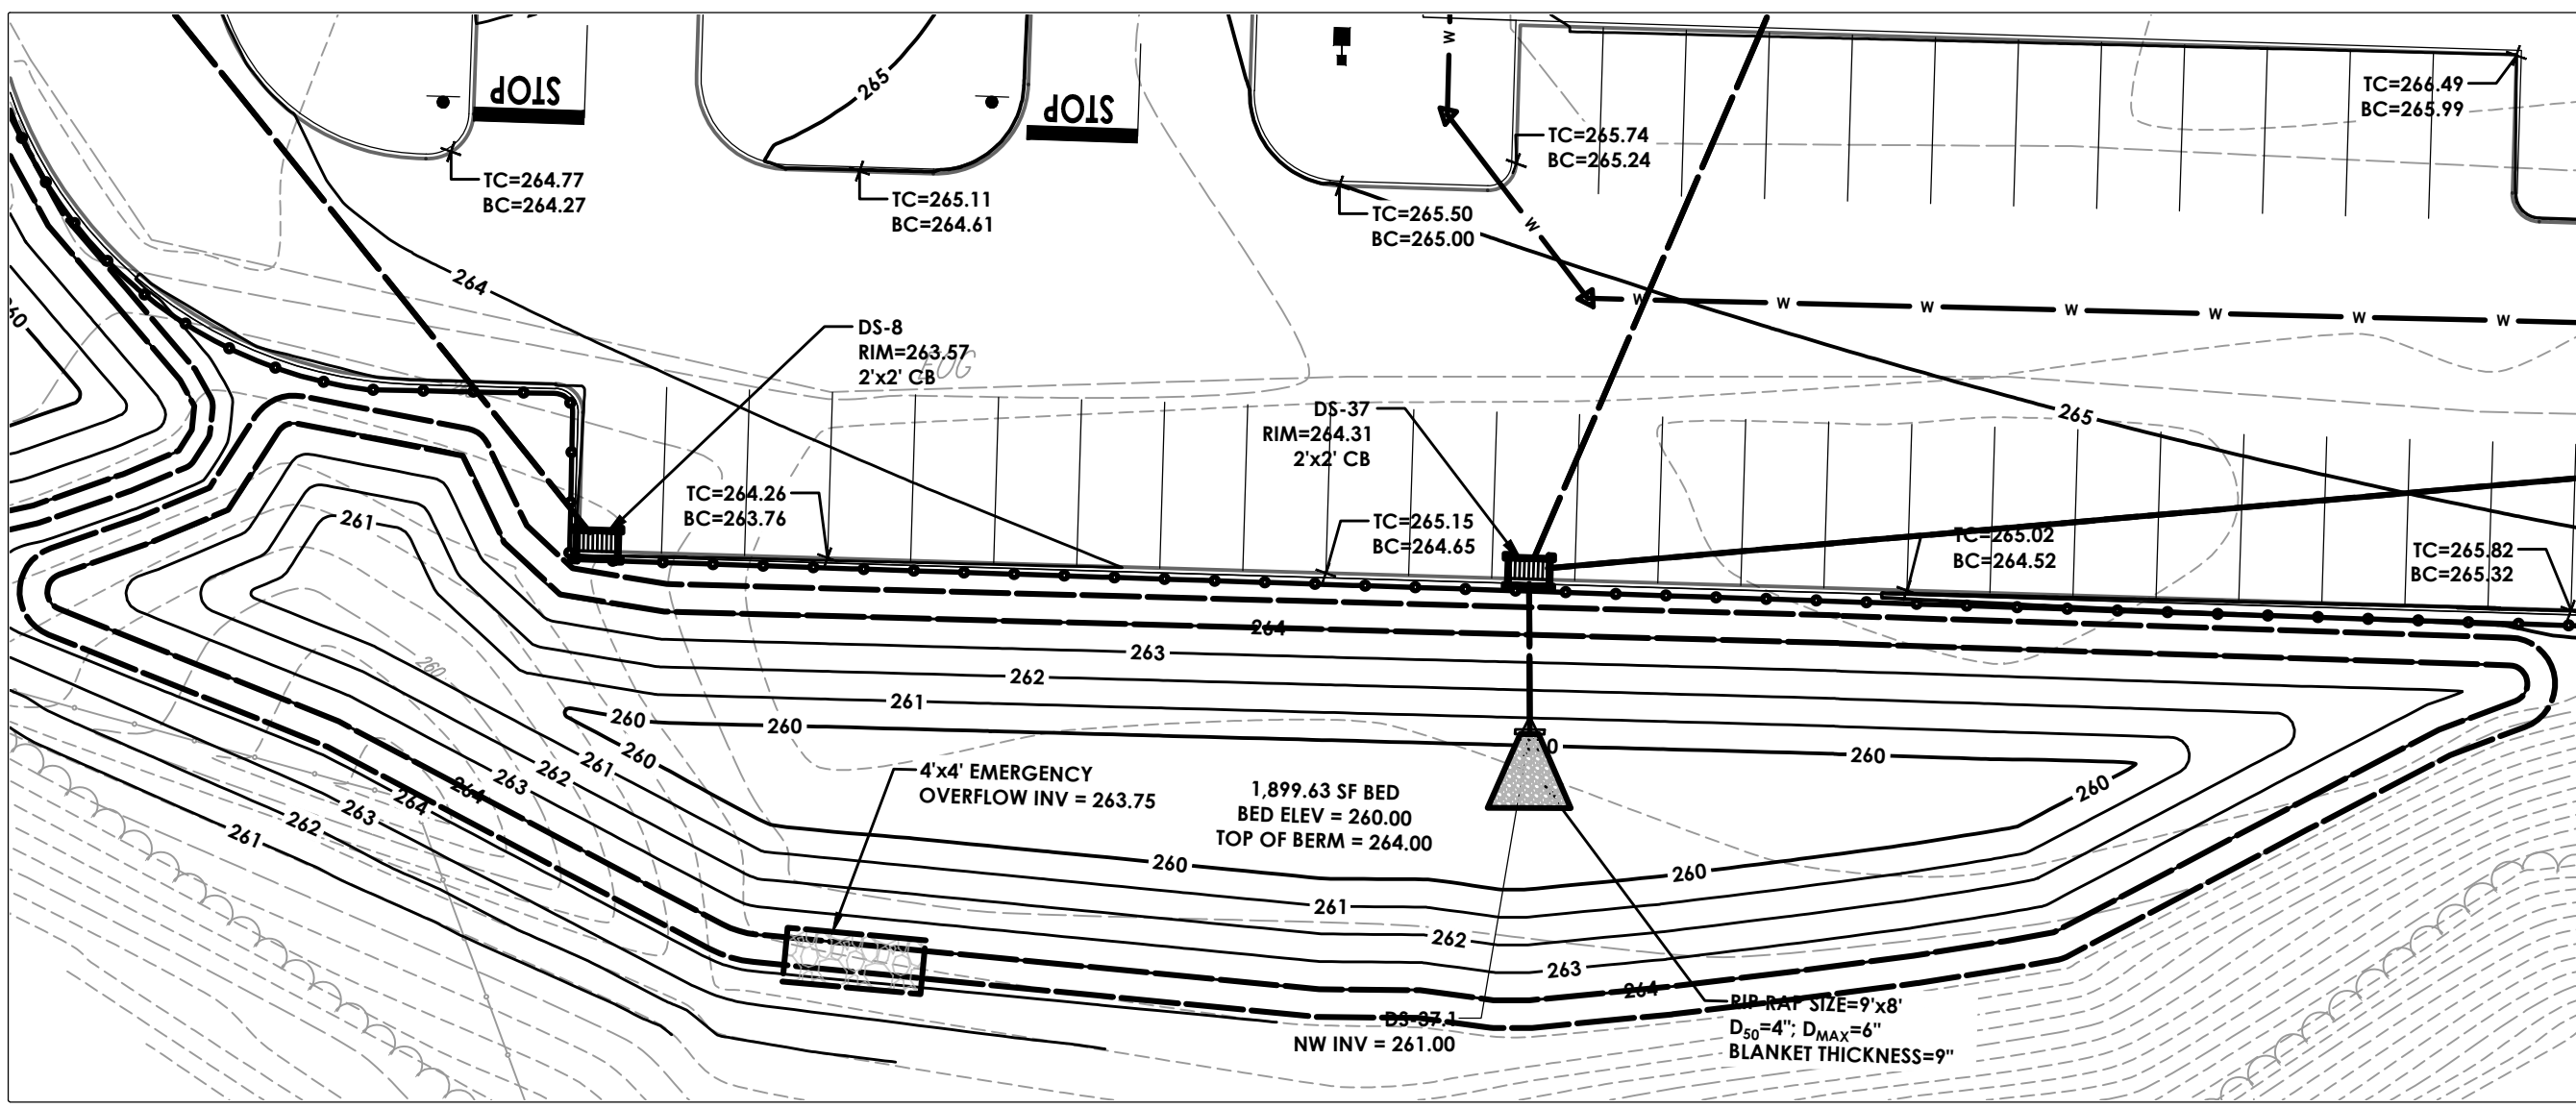 STOP
STOP
265
W
TC=266.49
BC=265.99
TC=265.74
BC=265.24
TC=264.77
BC=264.27
TC=265.11
BC=264.61
TC=265.50
BC=265.00
W
264
W
W
W
W
W
W
W
DS-8
RIM=263.57
2'x2' CB
DS-37
RIM=264.31
2'x2' CB
265
TC=264.26
BC=263.76
261
TC=265.15
BC=264.65
TC=265.02
BC=264.52
TC=265.82
BC=265.32
264
263
262
261
260
260
260
260
260
260
261
262
263
264
264
263
262
261
260
4'x4' EMERGENCY
OVERFLOW INV = 263.75
1,899.63 SF BED
BED ELEV = 260.00
TOP OF BERM = 264.00
260
260
261
262
263
264
DS-37.1
NW INV = 261.00
RIP-RAP SIZE=9'x8'
D50=4"; DMAX=6"
BLANKET THICKNESS=9"